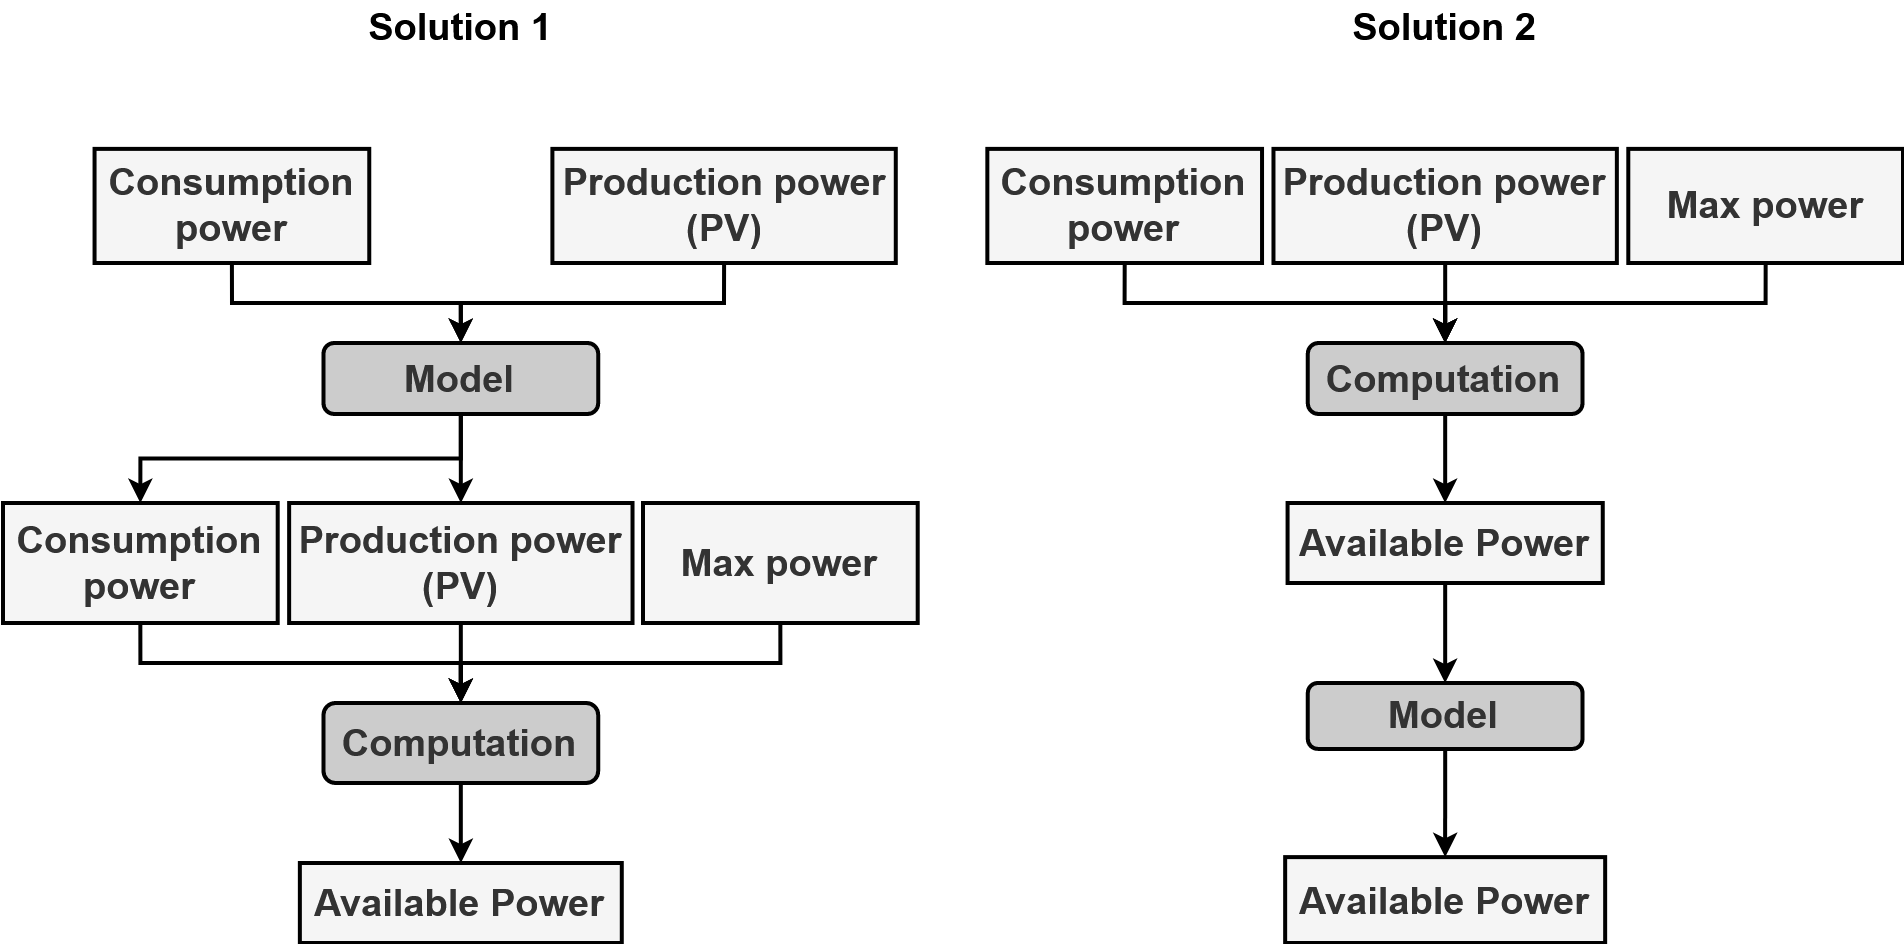 Solution 1
Consumption
power
Production power
(PV)
Model
Consumption
power
Production power
(PV)
Max power
Computation
Available Power
Solution 2
Consumption
power
Production power
(PV)
Max power
Computation
Available Power
Model
Available Power